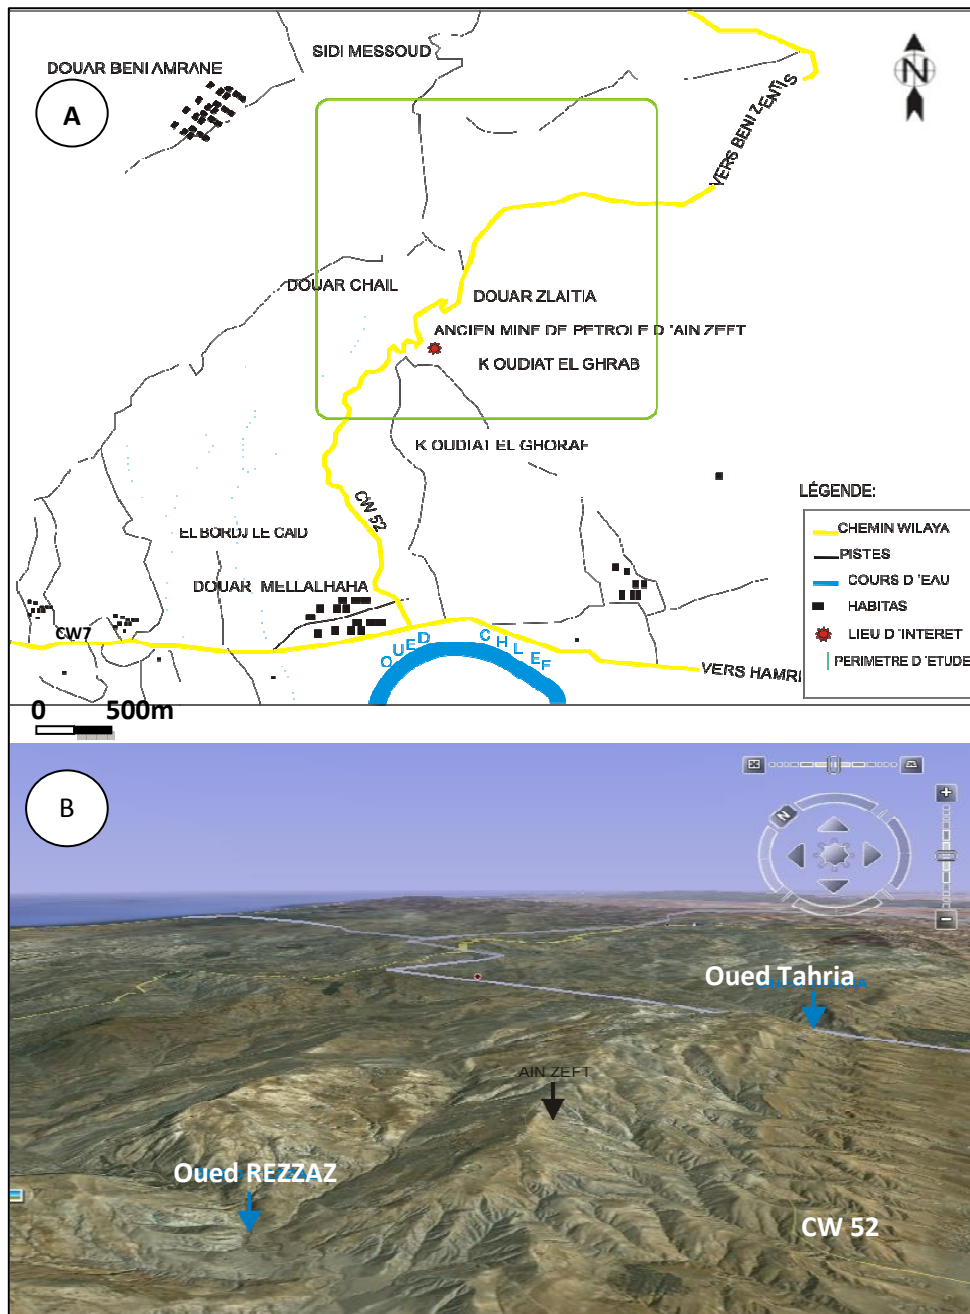 SIDI MESSOUD
DOUAR BENI AMRANE
A
N
VERS BENI ZENTIS
DOUAR CHAIL
DOUAR ZLAITIA
ANCIEN MINE DE PETROLE D 'AIN ZEFT
K OUDIAT EL GHRAB
K OUDIAT EL GHORAF
CW 52
EL BORDJ LE CAID
DOUAR MELLALHAHA
CW7
OUED CHLEF
VERS HAMRI
LÉGENDE:
CHEMIN WILAYA
PISTES
COURS D 'EAU
HABITAS
LIEU D'INTERET
PERIMETRE D 'ETUDE
0 500m
B
N
Oued Tahria
AIN ZEFT
Oued REZZAZ
CW 52